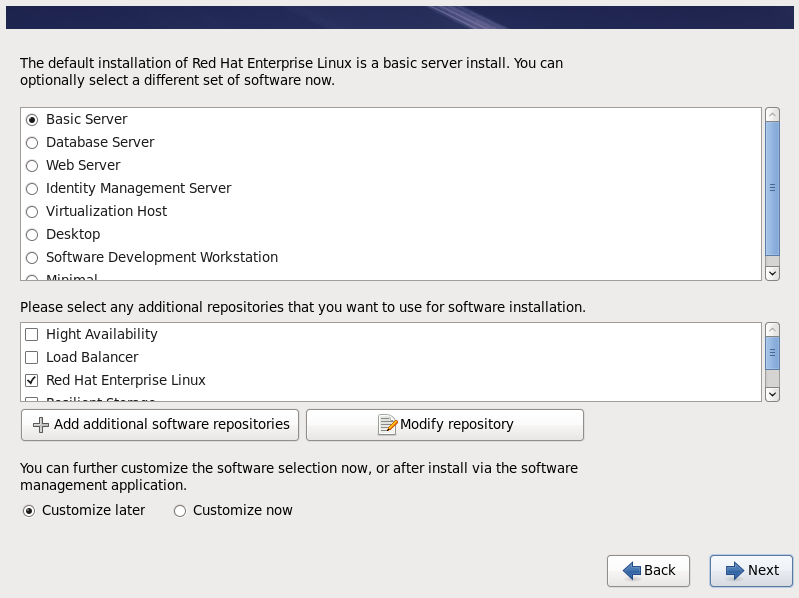 The default installation of Red Hat Enterprise Linux is a basic server install. You can
optionally select a different set of software now.
Basic Server
Database Server
Web Server
Identity Management Server
Virtualization Host
Desktop
Software Development Workstation
Minimal
Please select any additional repositories that you want to use for software installation.
Hight Availability
Load Balancer
Red Hat Enterprise Linux
Resilient Storage
Add additional software repositories
Modify repository
You can further customize the software selection now, or after install via the software
management application.
Customize later
Customize now
Back
Next